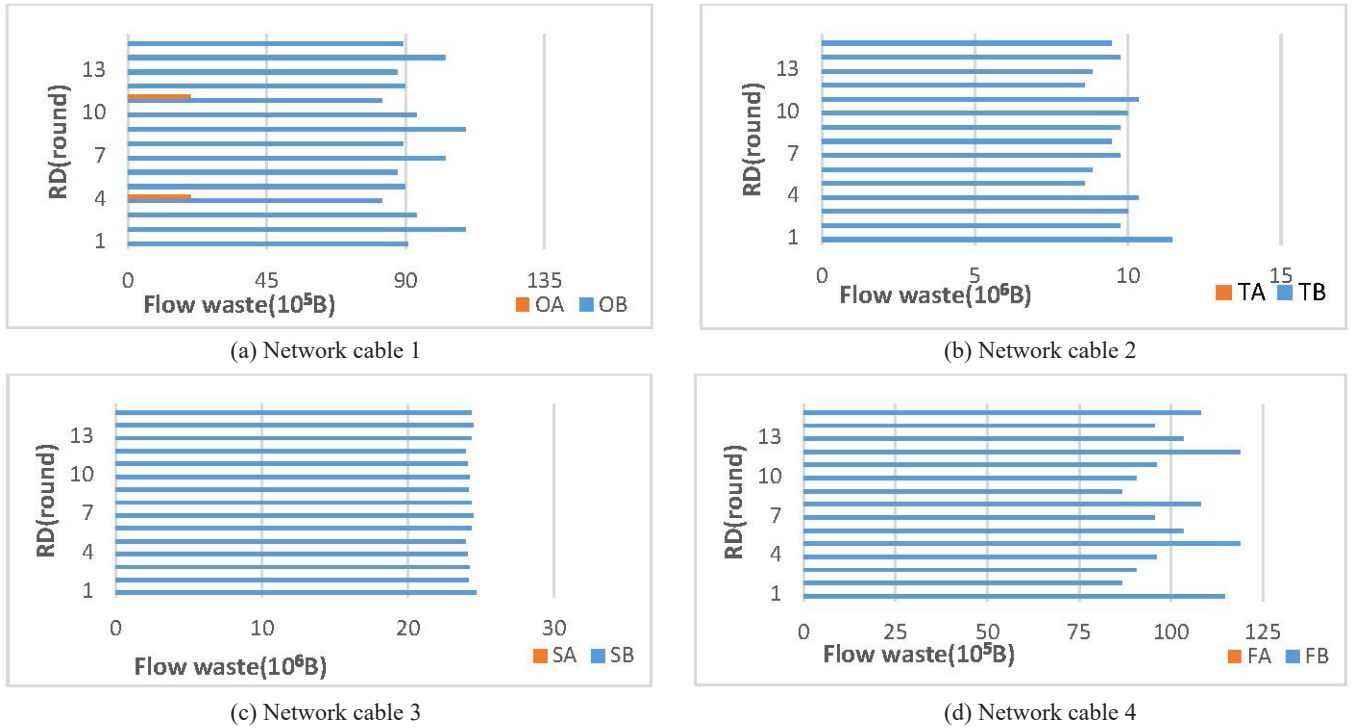 RD(round)
13
10
7
4
1
0 45 90 135
Flow waste(10⁵B)
OA OB
(a) Network cable 1
RD(round)
13
10
7
4
1
0 5 10 15
Flow waste(10⁶B)
TA TB
(b) Network cable 2
RD(round)
13
10
7
4
1
0 10 20 30
Flow waste(10⁶B)
SA SB
(c) Network cable 3
RD(round)
13
10
7
4
1
0 25 50 75 100 125
Flow waste(10⁵B)
FA FB
(d) Network cable 4